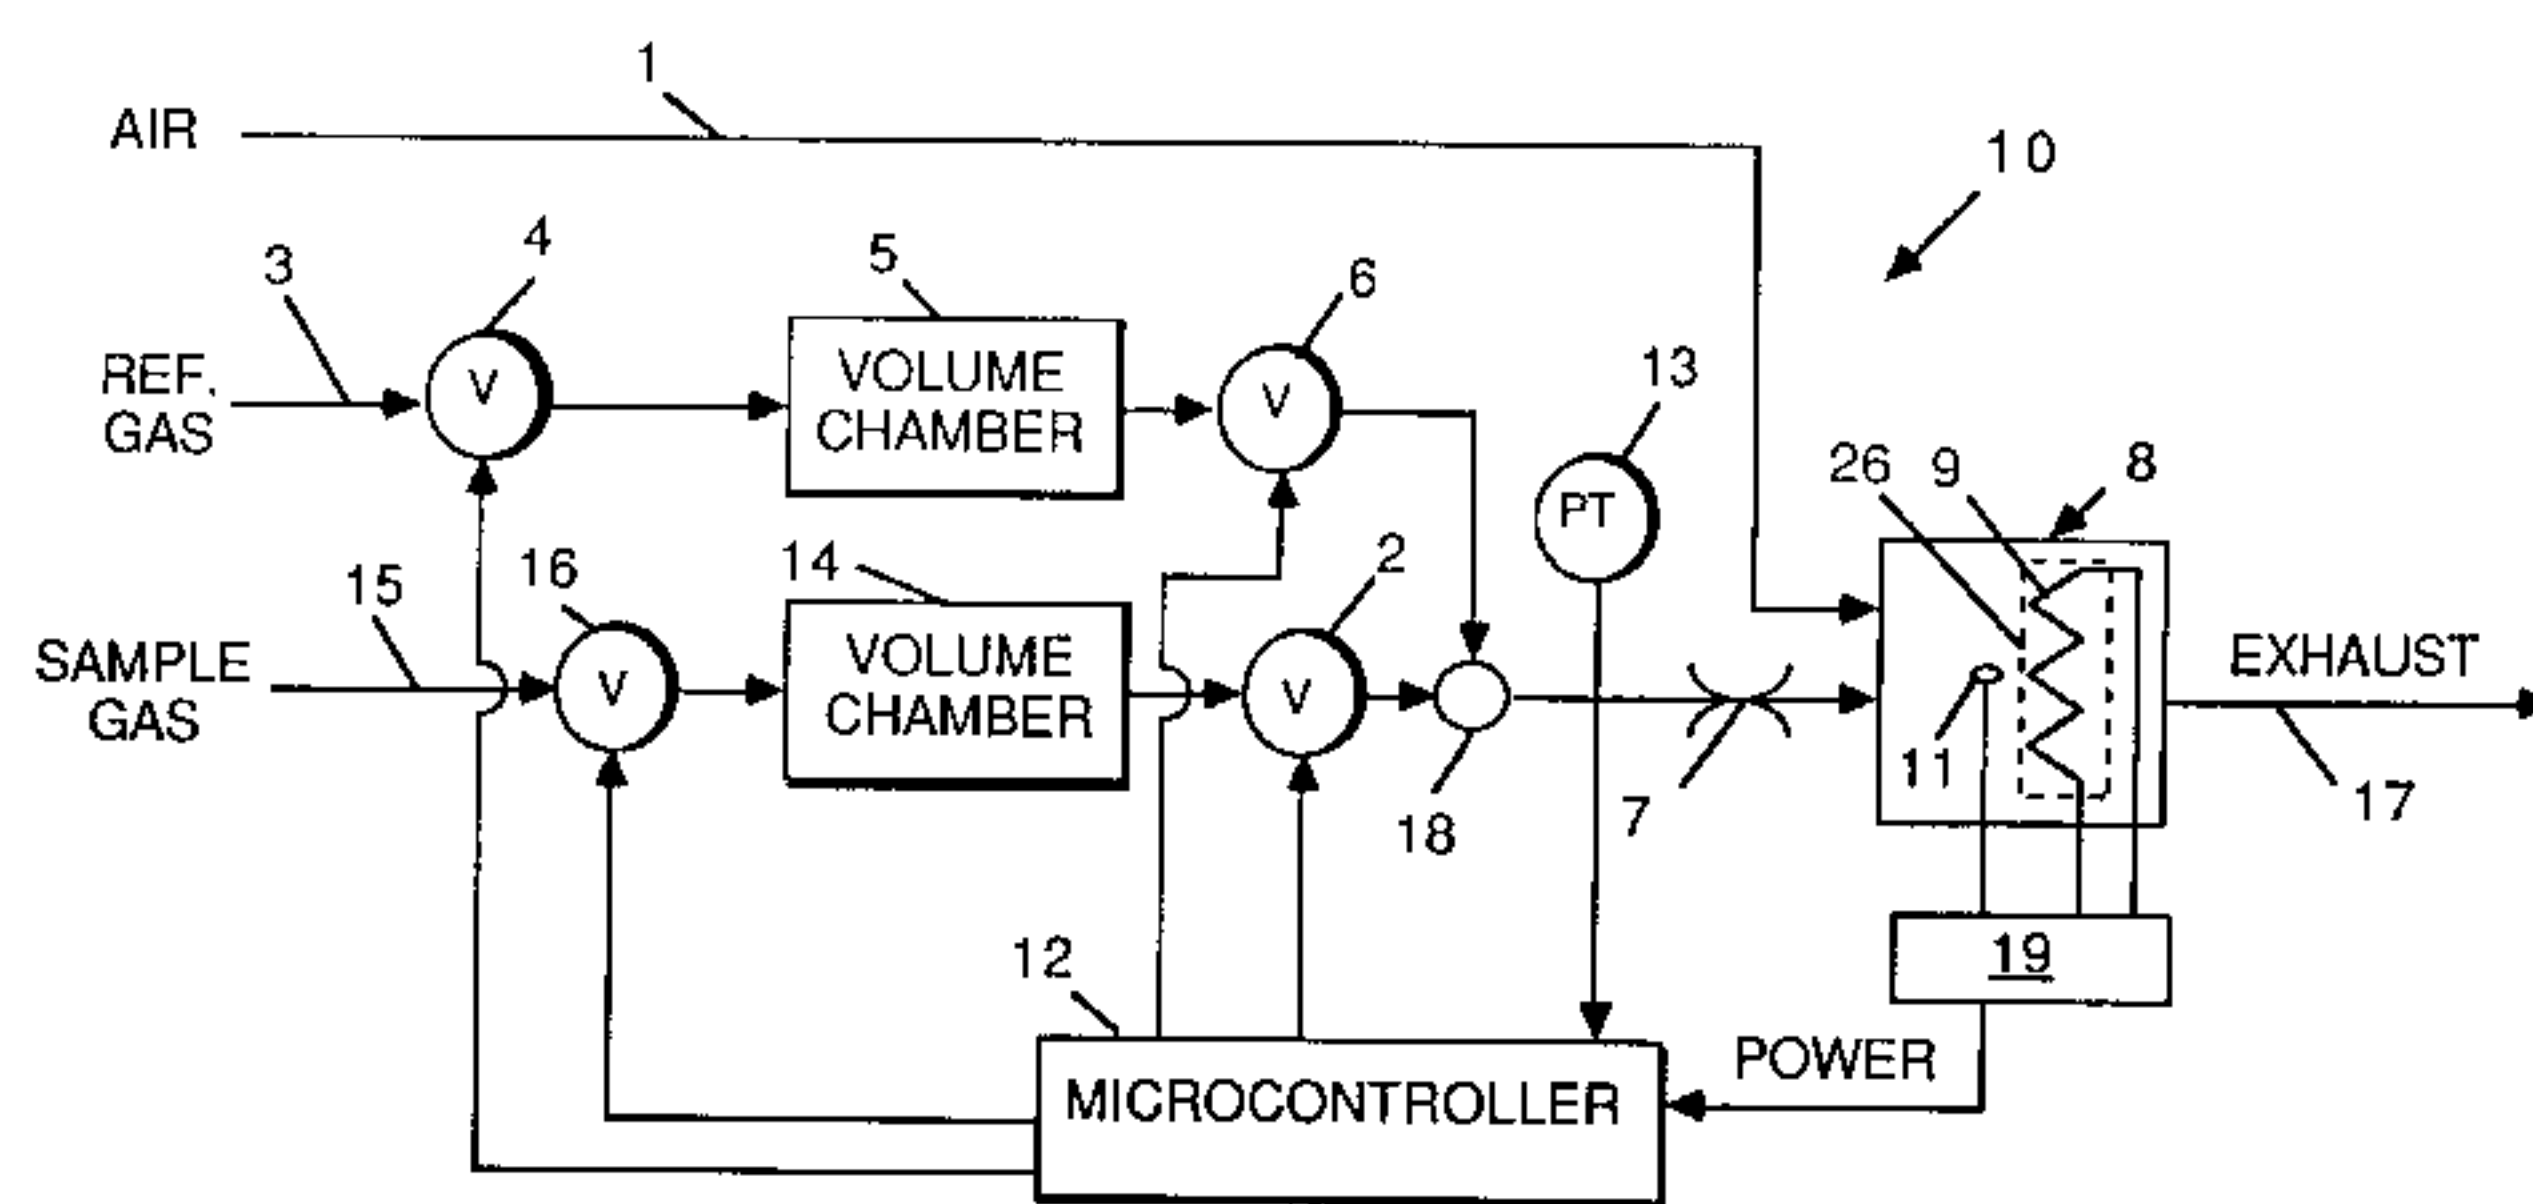 1
AIR
10
4
5
3
6
REF.
GAS
V
VOLUME
CHAMBER
V
13
PT
26
9
8
16
14
2
15
SAMPLE
GAS
V
VOLUME
CHAMBER
V
EXHAUST
11
7
18
17
12
19
POWER
MICROCONTROLLER